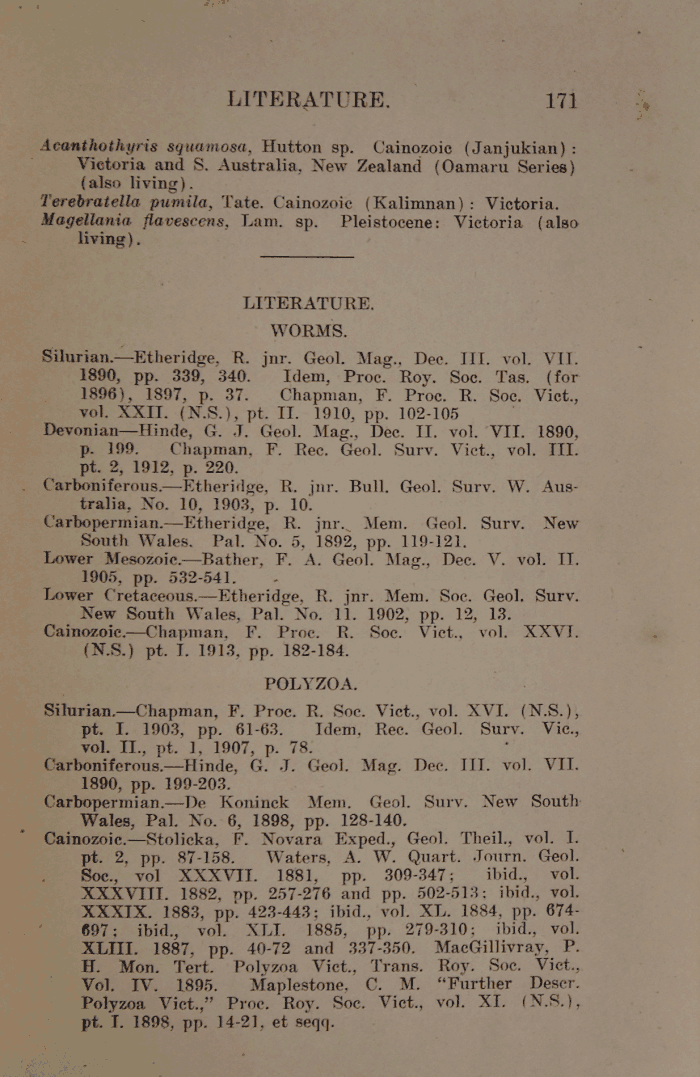 LITERATURE. 171
Acanthothyris squamosa, Hutton sp. Cainozoic (Janjukian):
Victoria and S. Australia, New Zealand (Oamaru Series)
(also living).
Terebratella pumila, Tate. Cainozoic (Kalimnan): Victoria.
Magellania flavescens, Lam. sp. Pleistocene: Victoria (also
living).
LITERATURE.
WORMS.
Silurian.—Etheridge, R. jnr. Geol. Mag., Dec. III. vol. VII.
1890, pp. 339, 340. Idem, Proc. Roy. Soc. Tas. (for
1896), 1897, p. 37. Chapman, F. Proc. R. Soc. Vict.,
vol. XXII. (N.S.), pt. II. 1910, pp. 102-105
Devonian—Hinde, G. J. Geol. Mag., Dec. II. vol. VII. 1890,
p. 199. Chapman, F. Rec. Geol. Surv. Vict., vol. III.
pt. 2, 1912, p. 220.
Carboniferous.—Etheridge, R. jnr. Bull. Geol. Surv. W. Aus-
tralia, No. 10, 1903, p. 10.
Carbopermian.—Etheridge, R. jnr. Mem. Geol. Surv. New
South Wales. Pal. No. 5, 1892, pp. 119-121.
Lower Mesozoic.—Bather, F. A. Geol. Mag., Dec. V. vol. II.
1905, pp. 532-541.
Lower Cretaceous.—Etheridge, R. jnr. Mem. Soc. Geol. Surv.
New South Wales, Pal. No. 11. 1902, pp. 12, 13.
Cainozoic.—Chapman, F. Proc. R. Soc. Vict., vol. XXVI.
(N.S.) pt. I. 1913, pp. 182-184.
POLYZOA.
Silurian.—Chapman, F. Proc. R. Soc. Vict., vol. XVI. (N.S.),
pt. I. 1903, pp. 61-63. Idem, Rec. Geol. Surv. Vic.,
vol. II., pt. 1, 1907, p. 78.
Carboniferous.—Hinde, G. J. Geol. Mag. Dec. III. vol. VII.
1890, pp. 199-203.
Carbopermian.—De Koninck Mem. Geol. Surv. New South
Wales, Pal. No. 6, 1898, pp. 128-140.
Cainozoic.—Stolicka, F. Novara Exped., Geol. Theil., vol. I.
pt. 2, pp. 87-158. Waters, A. W. Quart. Journ. Geol.
Soc., vol XXXVII. 1881, pp. 309-347; ibid., vol.
XXXVIII. 1882, pp. 257-276 and pp. 502-513; ibid., vol.
XXXIX. 1883, pp. 423-443; ibid., vol. XL. 1884, pp. 674-
697; ibid., vol. XLI. 1885, pp. 279-310; ibid., vol.
XLIII. 1887, pp. 40-72 and 337-350. MacGillivray, P.
H. Mon. Tert. Polyzoa Vict., Trans. Roy. Soc. Vict.,
Vol. IV. 1895. Maplestone, C. M. “Further Descr.
Polyzoa Vict.,” Proc. Roy. Soc. Vict., vol. XI. (N.S.),
pt. I. 1898, pp. 14-21, et seqq.